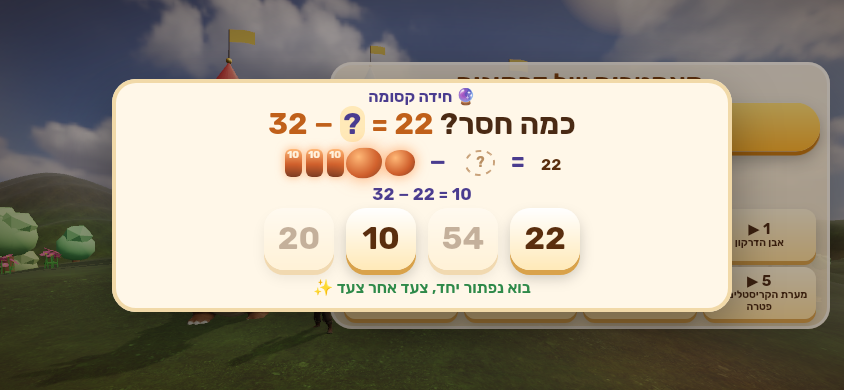 🔮 חידה קסומה
כמה חסר? 32 − ? = 22
10 10 10 − ? = 22
32 − 22 = 10
20 10 54 22
בוא נפתור יחד, צעד אחר צעד ✨
▶ 1
אבן הדרקון
▶ 5
מערת הקריסטלים
פטרה